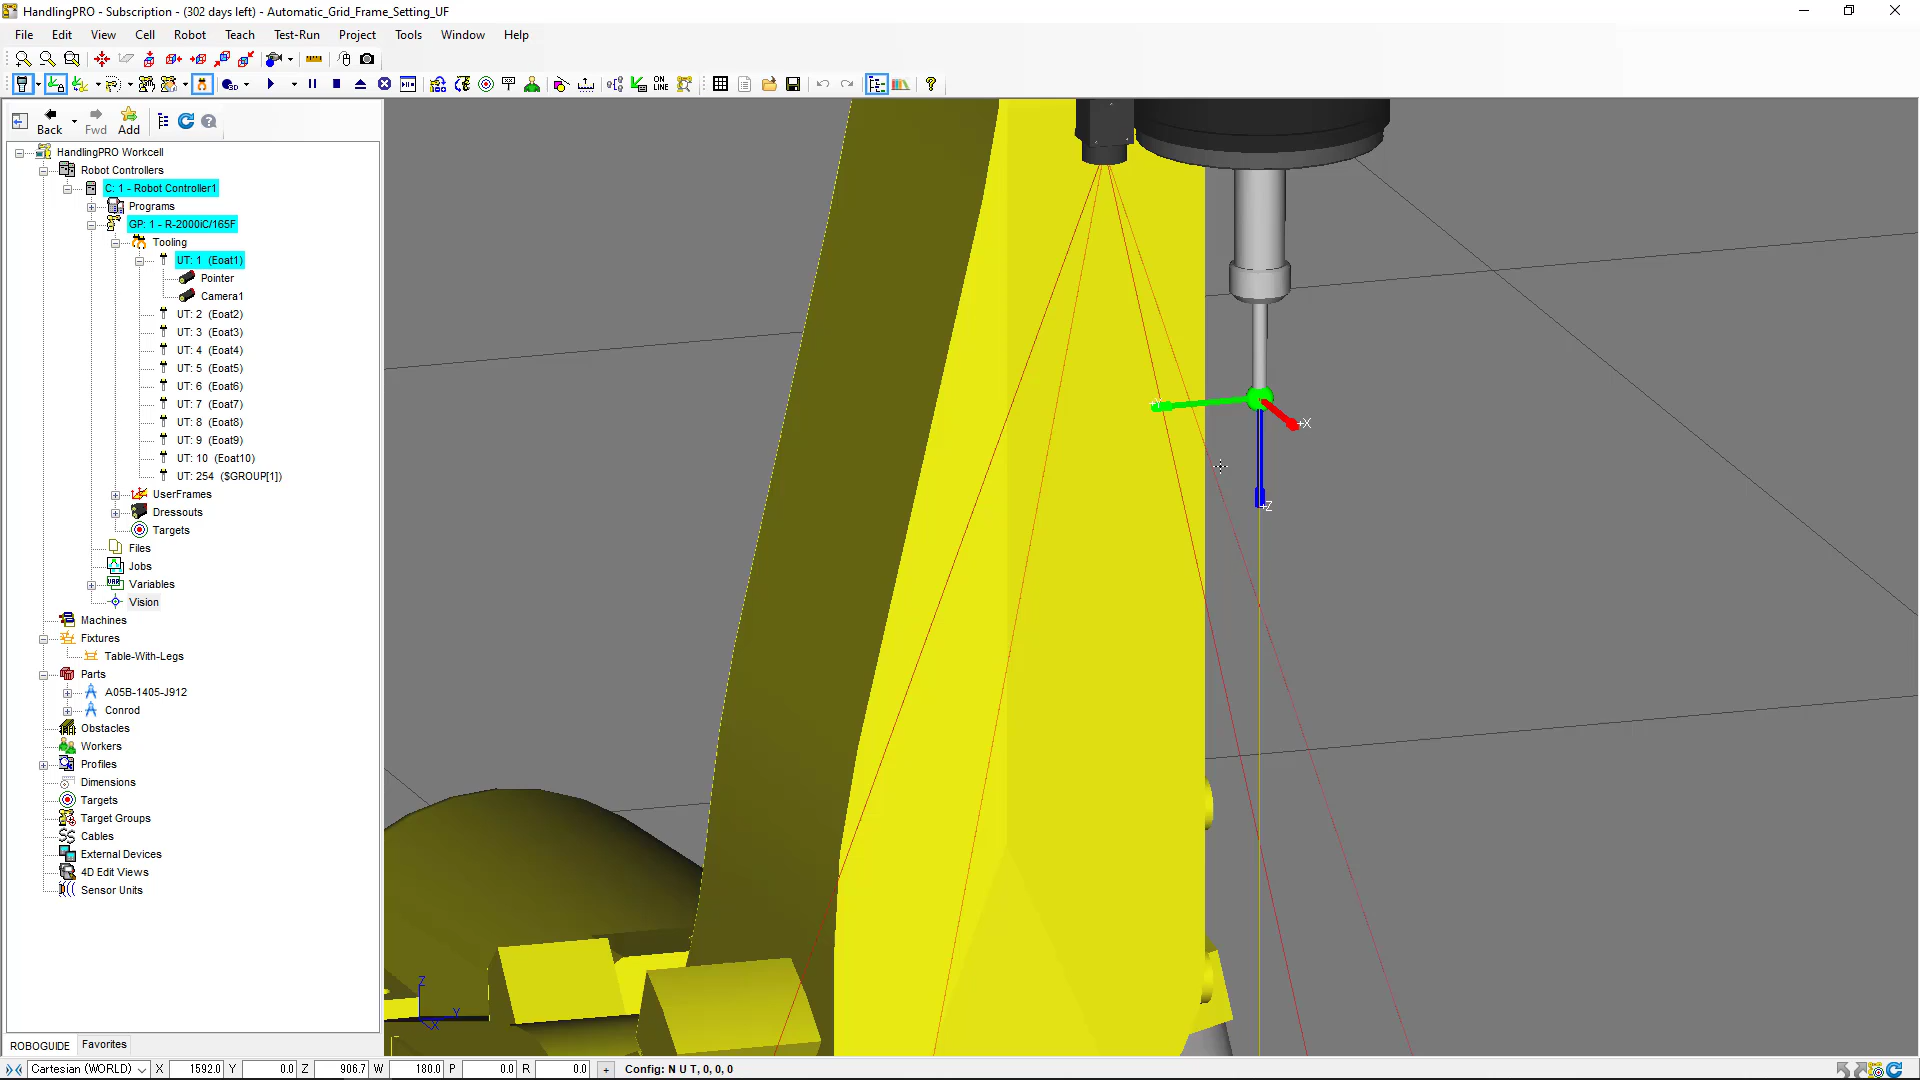 HandlingPRO - Subscription - (302 days left) - Automatic_Grid_Frame_Setting_UF
File Edit View Cell Robot Teach Test-Run Project Tools Window Help
ON
LINE
Back Fwd Add
HandlingPRO Workcell
Robot Controllers
C: 1 - Robot Controller1
Programs
GP: 1 - R-2000iC/165F
Tooling
UT: 1 (Eoat1)
Pointer
Camera1
UT: 2 (Eoat2)
UT: 3 (Eoat3)
UT: 4 (Eoat4)
UT: 5 (Eoat5)
UT: 6 (Eoat6)
UT: 7 (Eoat7)
UT: 8 (Eoat8)
UT: 9 (Eoat9)
UT: 10 (Eoat10)
UT: 254 ($GROUP[1])
UserFrames
Dressouts
Targets
Files
Jobs
Variables
Vision
Machines
Fixtures
Table-With-Legs
Parts
A05B-1405-J912
Conrod
Obstacles
Workers
Profiles
Dimensions
Targets
Target Groups
Cables
External Devices
4D Edit Views
Sensor Units
+Y
+X
+Z
Z
Y
X
ROBOGUIDE Favorites
Cartesian (WORLD) X 1592.0 Y 0.0 Z 906.7 W 180.0 P 0.0 R 0.0 + Config: N U T, 0, 0, 0